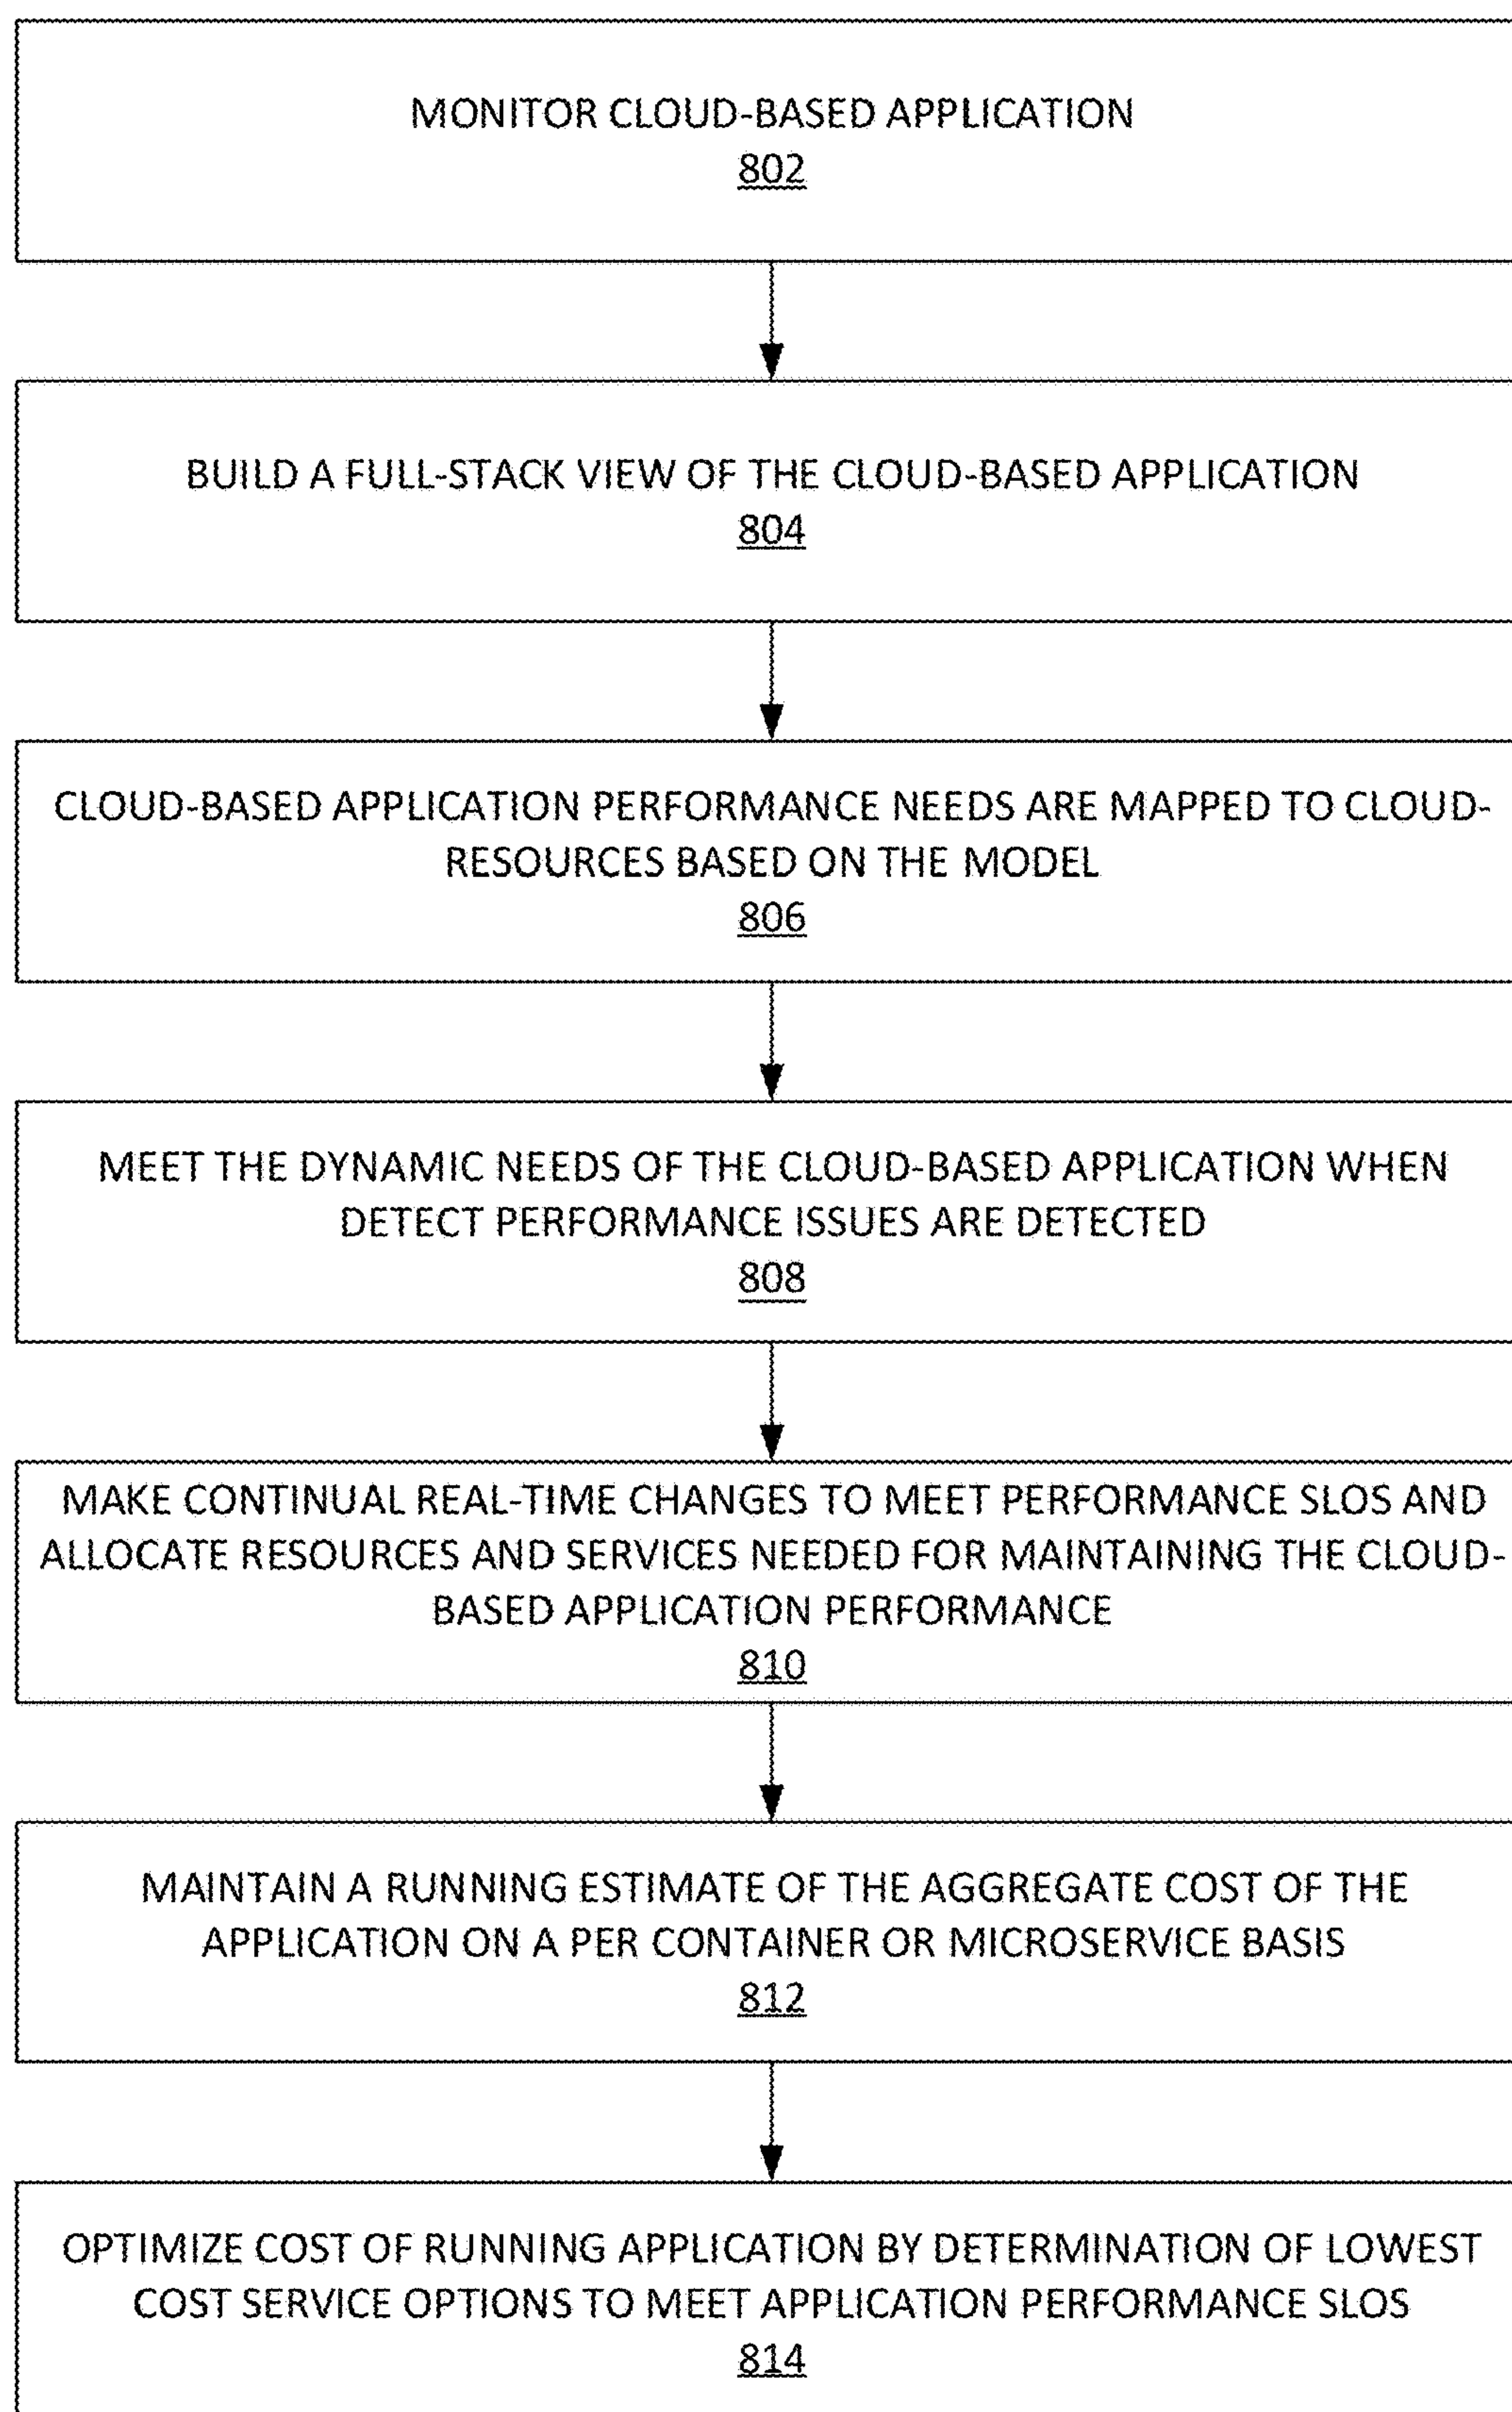 MONITOR CLOUD-BASED APPLICATION
802
BUILD A FULL-STACK VIEW OF THE CLOUD-BASED APPLICATION
804
CLOUD-BASED APPLICATION PERFORMANCE NEEDS ARE MAPPED TO CLOUD-
RESOURCES BASED ON THE MODEL
806
MEET THE DYNAMIC NEEDS OF THE CLOUD-BASED APPLICATION WHEN
DETECT PERFORMANCE ISSUES ARE DETECTED
808
MAKE CONTINUAL REAL-TIME CHANGES TO MEET PERFORMANCE SLOS AND
ALLOCATE RESOURCES AND SERVICES NEEDED FOR MAINTAINING THE CLOUD-
BASED APPLICATION PERFORMANCE
810
MAINTAIN A RUNNING ESTIMATE OF THE AGGREGATE COST OF THE
APPLICATION ON A PER CONTAINER OR MICROSERVICE BASIS
812
OPTIMIZE COST OF RUNNING APPLICATION BY DETERMINATION OF LOWEST
COST SERVICE OPTIONS TO MEET APPLICATION PERFORMANCE SLOS
814